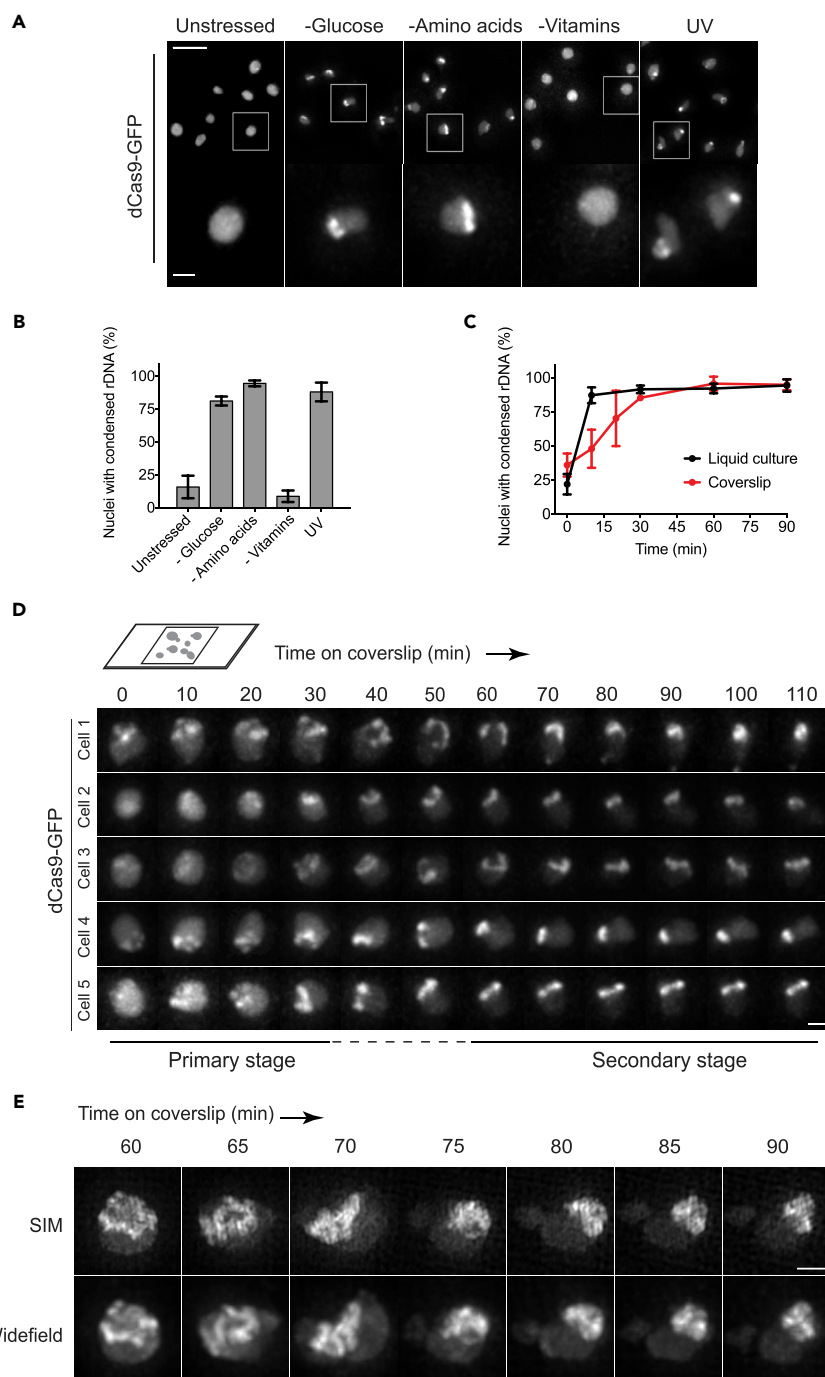 A
Unstressed -Glucose -Amino acids -Vitamins UV
dCas9-GFP
B
Nuclei with condensed rDNA (%)
100
75
50
25
0
Unstressed
- Glucose
- Amino acids
- Vitamins
UV
C
Nuclei with condensed rDNA (%)
100
75
50
25
0
Liquid culture
Coverslip
0 15 30 45 60 75 90
Time (min)
D
Time on coverslip (min)
0 10 20 30 40 50 60 70 80 90 100 110
dCas9-GFP
Cell 1
Cell 2
Cell 3
Cell 4
Cell 5
Primary stage Secondary stage
E
Time on coverslip (min)
60 65 70 75 80 85 90
SIM
Videfield